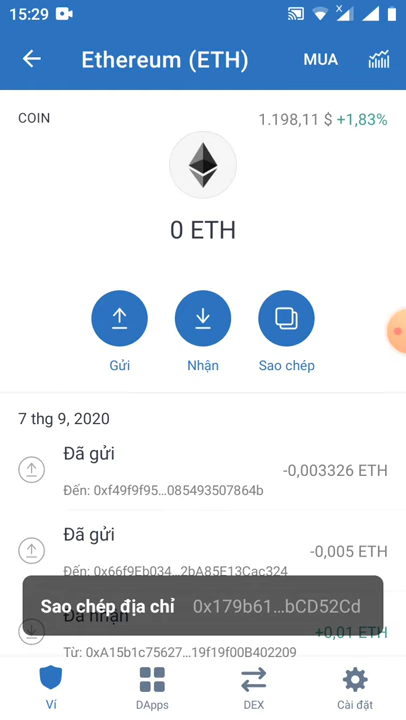 15:29
Ethereum (ETH)
MUA
COIN
1.198,11 $ +1,83%
0 ETH
Gửi
Nhận
Sao chép
7 thg 9, 2020
Đã gửi
-0,003326 ETH
Đến: 0xf49f9f95...085493507864b
Đã gửi
-0,005 ETH
Đến: 0x66f9Eb034...2bA85E13Cac324
Sao chép địa chỉ 0x179b61...bCD52Cd
Đã nhận
+0,01 ETH
Từ: 0xA15b1c75627...19f19f00B402209
Ví
DApps
DEX
Cài đặt